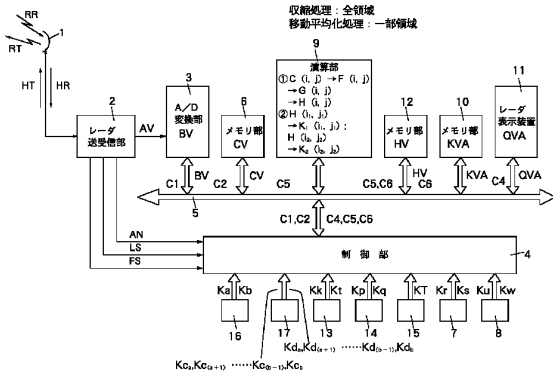 収縮処理：全領域
移動平均化処理：一部領域
RR
RT
1
HT
HR
2
レーダ
送受信部
AV
3
A／D
変換部
BV
6
メモリ部
CV
9
演算部
①C (i, j) →F (i, j)
→G (i, j)
→H (i, j)
②H (i₁, j₁)
→K₁ (i₁, j₁) ;
H (i₂, j₂)
→K₂ (i₂, j₂)
12
メモリ部
HV
10
メモリ部
KVA
11
レーダ
表示装置
QVA
C1
BV
C2
CV
C5
C5,C6
HV
C6
KVA
C4
QVA
5
C1,C2
C4,C5,C6
AN
LS
FS
制御部
4
Ka
Kb
Kk
Kt
Kp
Kq
KT
Kr
Ks
Ku
Kw
16
17
13
14
15
7
8
Kdₐ,Kd₍ₐ₊₁₎ ……Kd₍b₋₁₎,Kdb
Kcₐ,Kc₍ₐ₊₁₎ ……Kc₍b₋₁₎,Kcb